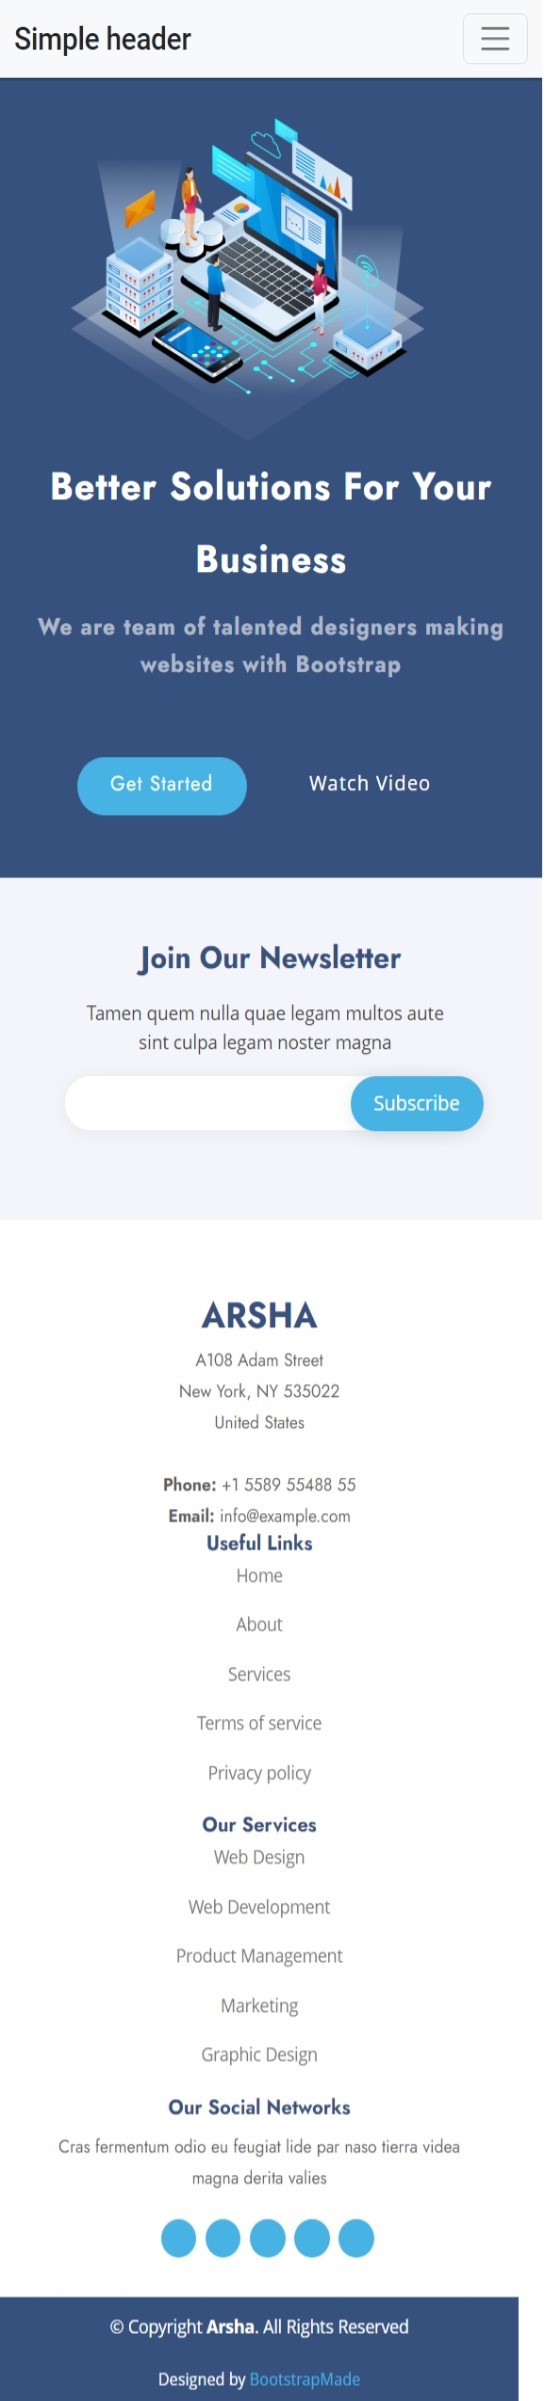 Simple header
Better Solutions For Your
Business
We are team of talented designers making
websites with Bootstrap
Get Started
Watch Video
Join Our Newsletter
Tamen quem nulla quae legam multos aute
sint culpa legam noster magna
Subscribe
ARSHA
A108 Adam Street
New York, NY 535022
United States
Phone: +1 5589 55488 55
Email: info@example.com
Useful Links
Home
About
Services
Terms of service
Privacy policy
Our Services
Web Design
Web Development
Product Management
Marketing
Graphic Design
Our Social Networks
Cras fermentum odio eu feugiat lide par naso tierra videa
magna derita valies
© Copyright Arsha. All Rights Reserved
Designed by BootstrapMade